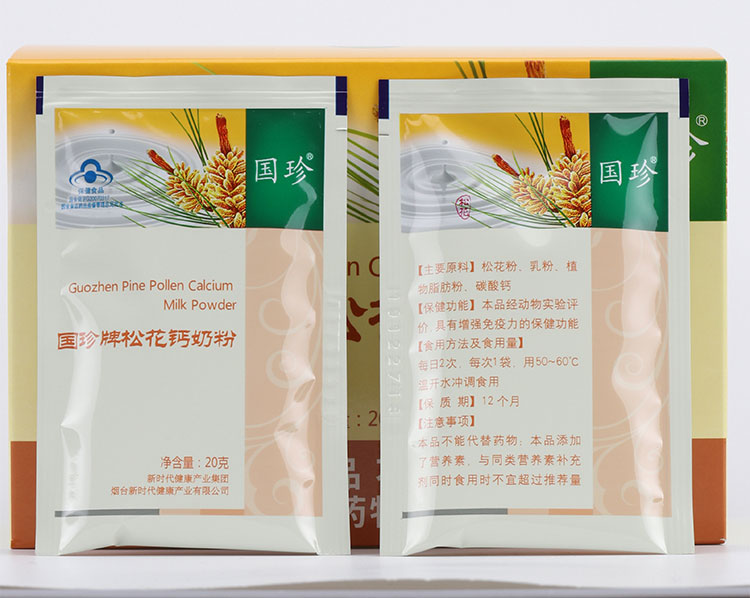 国珍®
保健食品
Guozhen Pine Pollen Calcium
Milk Powder
国珍牌松花钙奶粉
净含量：20克
新时代健康产业集团
烟台新时代健康产业有限公司
国珍®
松花
【主要原料】松花粉、乳粉、植
物脂肪粉、碳酸钙
【保健功能】本品经动物实验评
价,具有增强免疫力的保健功能
【食用方法及食用量】
每日2次，每次1袋，用50~60℃
温开水冲调食用
【保 质 期】12个月
【注意事项】
本品不能代替药物；本品添加
了营养素，与同类营养素补充
剂同时食用时不宜超过推荐量
珍®